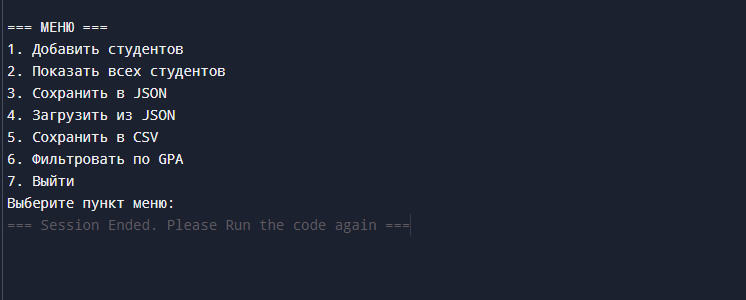 === МЕНЮ ===
1. Добавить студентов
2. Показать всех студентов
3. Сохранить в JSON
4. Загрузить из JSON
5. Сохранить в CSV
6. Фильтровать по GPA
7. Выйти
Выберите пункт меню:
=== Session Ended. Please Run the code again ===